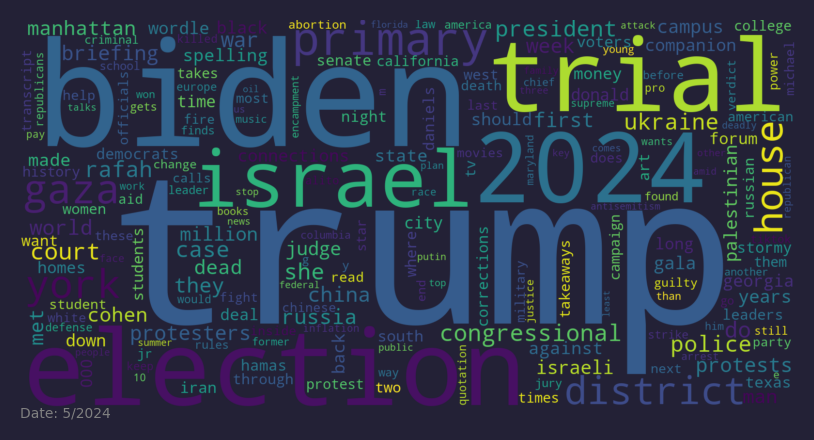 manhattan
wordle
abortion
florida
law
america
attack
president
campus
college
biden
primary
trial
criminal
briefing
war
spelling
senate
california
week
voters
young
companion
transcript
republicans
school
takes
europe
oil
most
us
music
encampment
night
west
death
money
donald
chief
before
pro
supreme
power
michael
verdict
help
talks
won
gets
officials
time
fire
finds
m
daniels
last
should
first
ukraine
american
deadly
forum
pay
made
democrats
history
rafah
change
work
aid
calls
leader
israel
state
plan
race
tv
movies
2024
maryland
key
comes
does
art
wants
found
palestinian
russian
republican
house
gaza
women
stop
books
news
antisemitism
world
want
these
students
million
columbia
city
star
where
corrections
campaign
long
stormy
court
homes
face
case
dead
judge
g
y
putin
trump
military
justice
takeaways
gala
them
another
york
they
would
she
read
federal
fight
china
end
top
least
guilty
than
georgia
years
student
white
cohen
deal
chinese
russia
inflation
him
do
leaders
still
met
defense
down
protesters
rules
former
back
south
public
congressional
against
strike
police
party
arrest
jr
summer
10
hamas
through
way
israeli
next
protests
election
iran
protest
two
quotation
times
jury
district
texas
Date: 5/2024